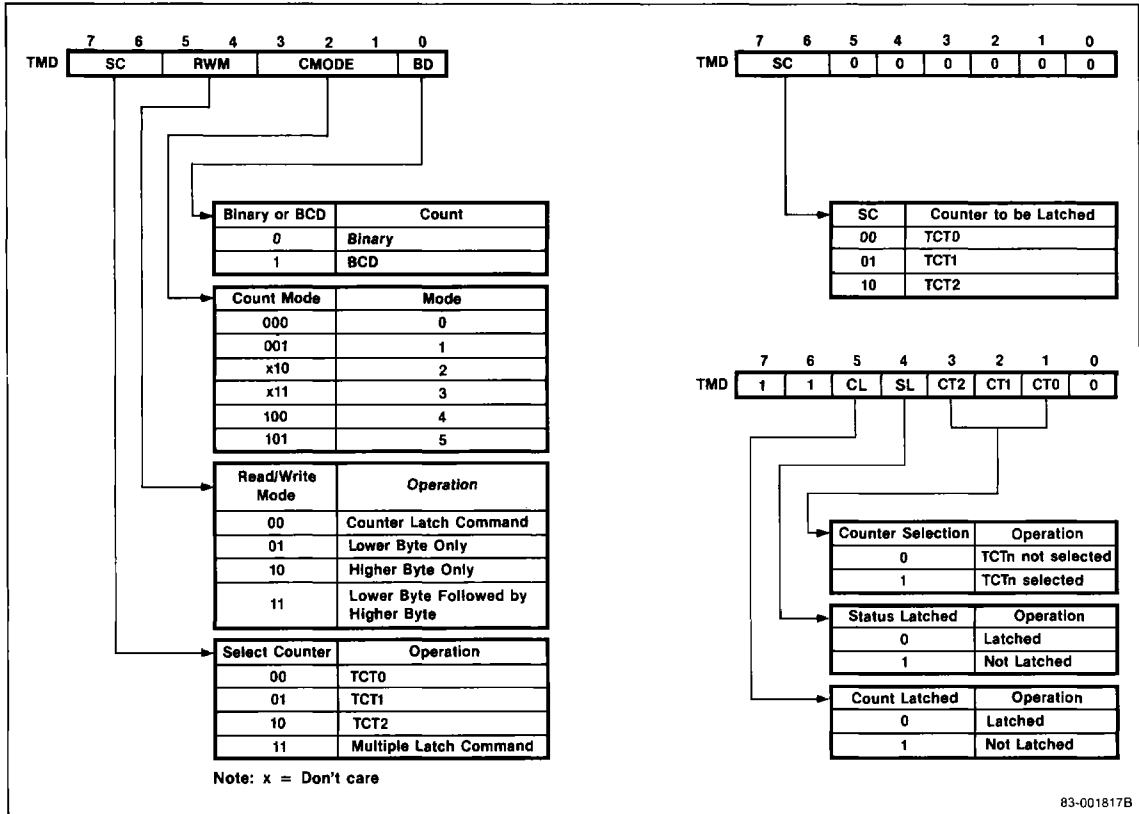 7 6 5 4 3 2 1 0
TMD SC RWM CMODE BD
Binary or BCD Count
0 Binary
1 BCD
Count Mode Mode
000 0
001 1
x10 2
x11 3
100 4
101 5
Read/Write Mode Operation
00 Counter Latch Command
01 Lower Byte Only
10 Higher Byte Only
11 Lower Byte Followed by
Higher Byte
Select Counter Operation
00 TCT0
01 TCT1
10 TCT2
11 Multiple Latch Command
Note: x = Don't care
7 6 5 4 3 2 1 0
TMD SC 0 0 0 0 0 0
SC Counter to be Latched
00 TCT0
01 TCT1
10 TCT2
7 6 5 4 3 2 1 0
TMD 1 1 CL SL CT2 CT1 CT0 0
Counter Selection Operation
0 TCTn not selected
1 TCTn selected
Status Latched Operation
0 Latched
1 Not Latched
Count Latched Operation
0 Latched
1 Not Latched
83-001817B